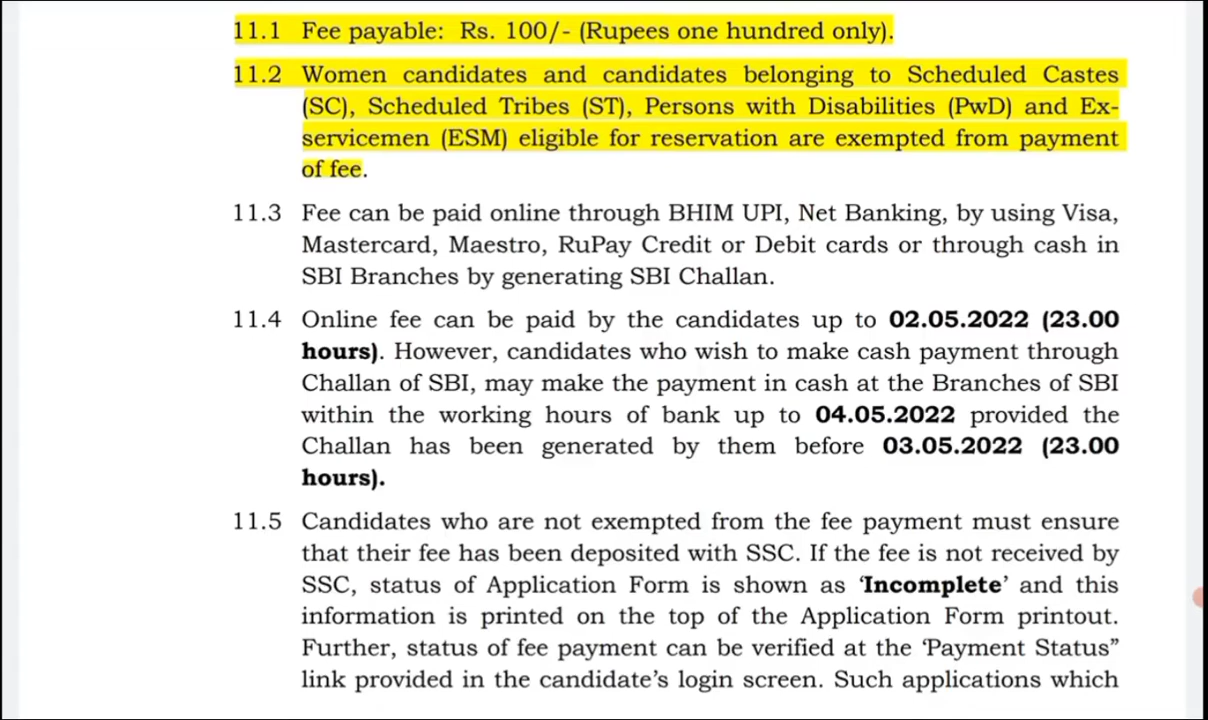 11.1 Fee payable: Rs. 100/- (Rupees one hundred only).
11.2 Women candidates and candidates belonging to Scheduled Castes
(SC), Scheduled Tribes (ST), Persons with Disabilities (PwD) and Ex-
servicemen (ESM) eligible for reservation are exempted from payment
of fee.
11.3 Fee can be paid online through BHIM UPI, Net Banking, by using Visa,
Mastercard, Maestro, RuPay Credit or Debit cards or through cash in
SBI Branches by generating SBI Challan.
11.4 Online fee can be paid by the candidates up to 02.05.2022 (23.00
hours). However, candidates who wish to make cash payment through
Challan of SBI, may make the payment in cash at the Branches of SBI
within the working hours of bank up to 04.05.2022 provided the
Challan has been generated by them before 03.05.2022 (23.00
hours).
11.5 Candidates who are not exempted from the fee payment must ensure
that their fee has been deposited with SSC. If the fee is not received by
SSC, status of Application Form is shown as ‘Incomplete’ and this
information is printed on the top of the Application Form printout.
Further, status of fee payment can be verified at the ‘Payment Status”
link provided in the candidate’s login screen. Such applications which